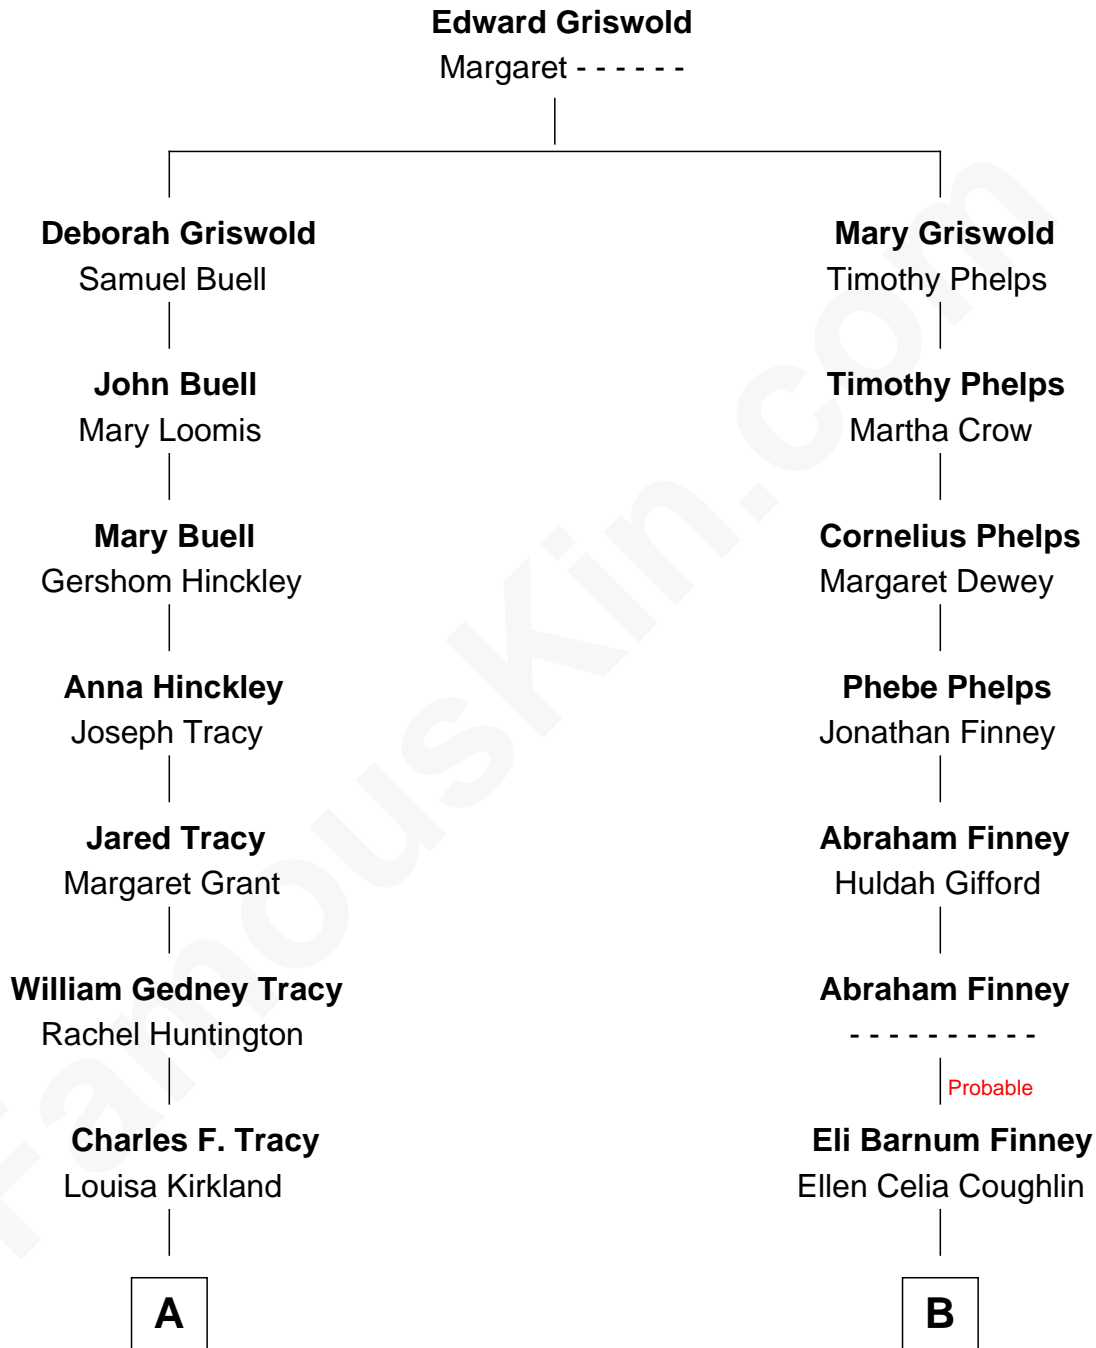 Edward Griswold
Margaret - - - - - -
Deborah Griswold
Samuel Buell
Mary Griswold
Timothy Phelps
John Buell
Mary Loomis
Timothy Phelps
Martha Crow
Mary Buell
Gershom Hinckley
Cornelius Phelps
Margaret Dewey
Anna Hinckley
Joseph Tracy
Phebe Phelps
Jonathan Finney
Jared Tracy
Margaret Grant
Abraham Finney
Huldah Gifford
William Gedney Tracy
Rachel Huntington
Abraham Finney
- - - - - - - - - -
Probable
Charles F. Tracy
Louisa Kirkland
Eli Barnum Finney
Ellen Celia Coughlin
A
B
FamousKin.com